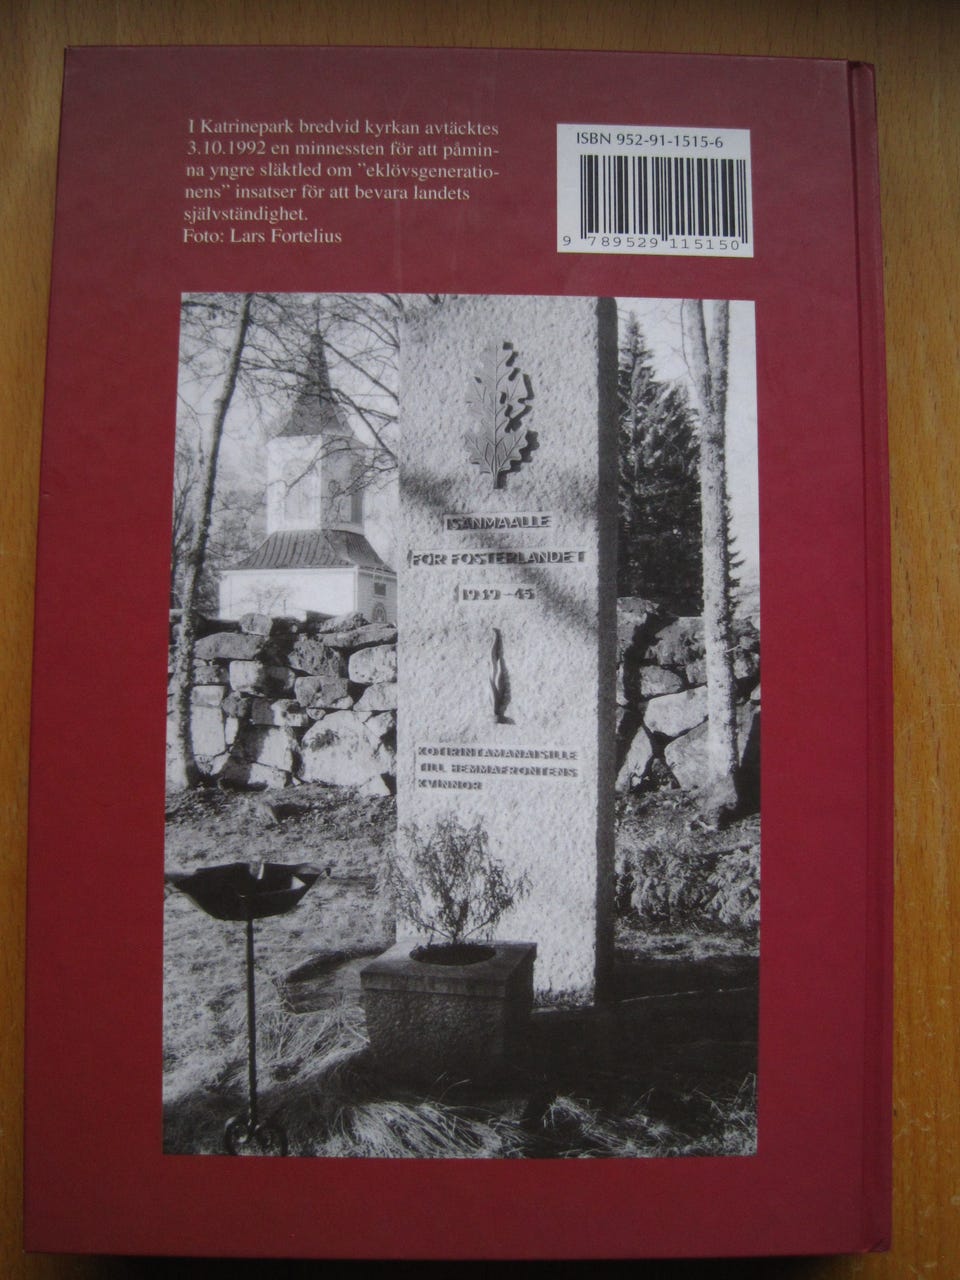 I Katrinepark bredvid kyrkan avtäcktes
3.10.1992 en minnessten för att påmin-
na yngre släktled om "eklövsgeneratio-
nens" insatser för att bevara landets
självständighet.
Foto: Lars Fortelius
ISBN 952-91-1515-6
9 789529 115150
ISÄNMAALLE
FÖR FOSTERLANDET
1939-45
KOTIRINTAMANAISILLE
TILL HEMMAFRONTENS
KVINNOR